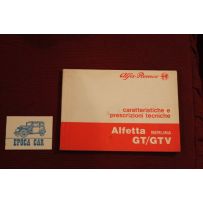 Alfa-Romeo
caratteristiche e
prescrizioni tecniche
Alfetta BERLINA
GT/GTV
EPOCA CAR